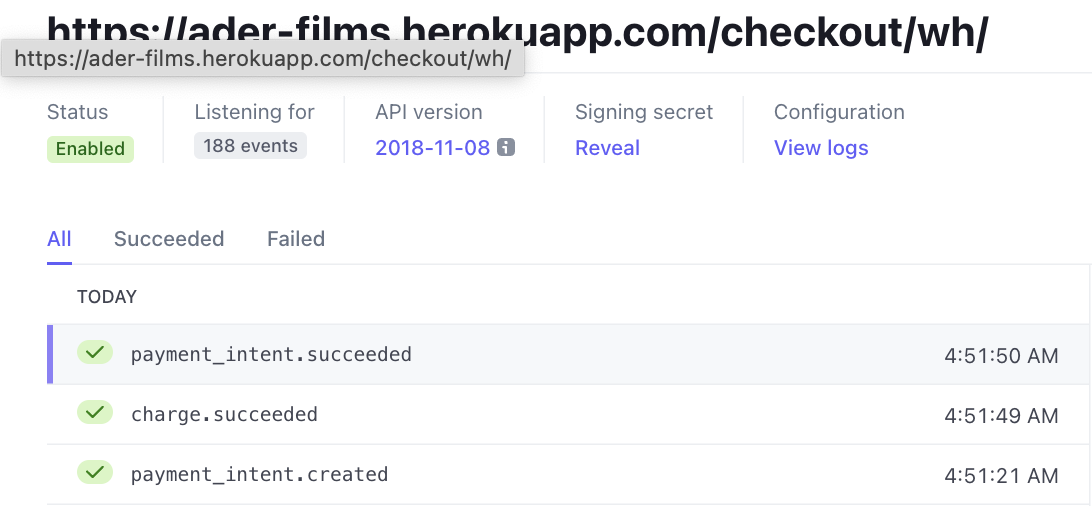 https://ader-films.herokuapp.com/checkout/wh/
https://ader-films.herokuapp.com/checkout/wh/
Status Listening for API version Signing secret Configuration
Enabled 188 events 2018-11-08 i Reveal View logs
All Succeeded Failed
TODAY
payment_intent.succeeded 4:51:50 AM
charge.succeeded 4:51:49 AM
payment_intent.created 4:51:21 AM